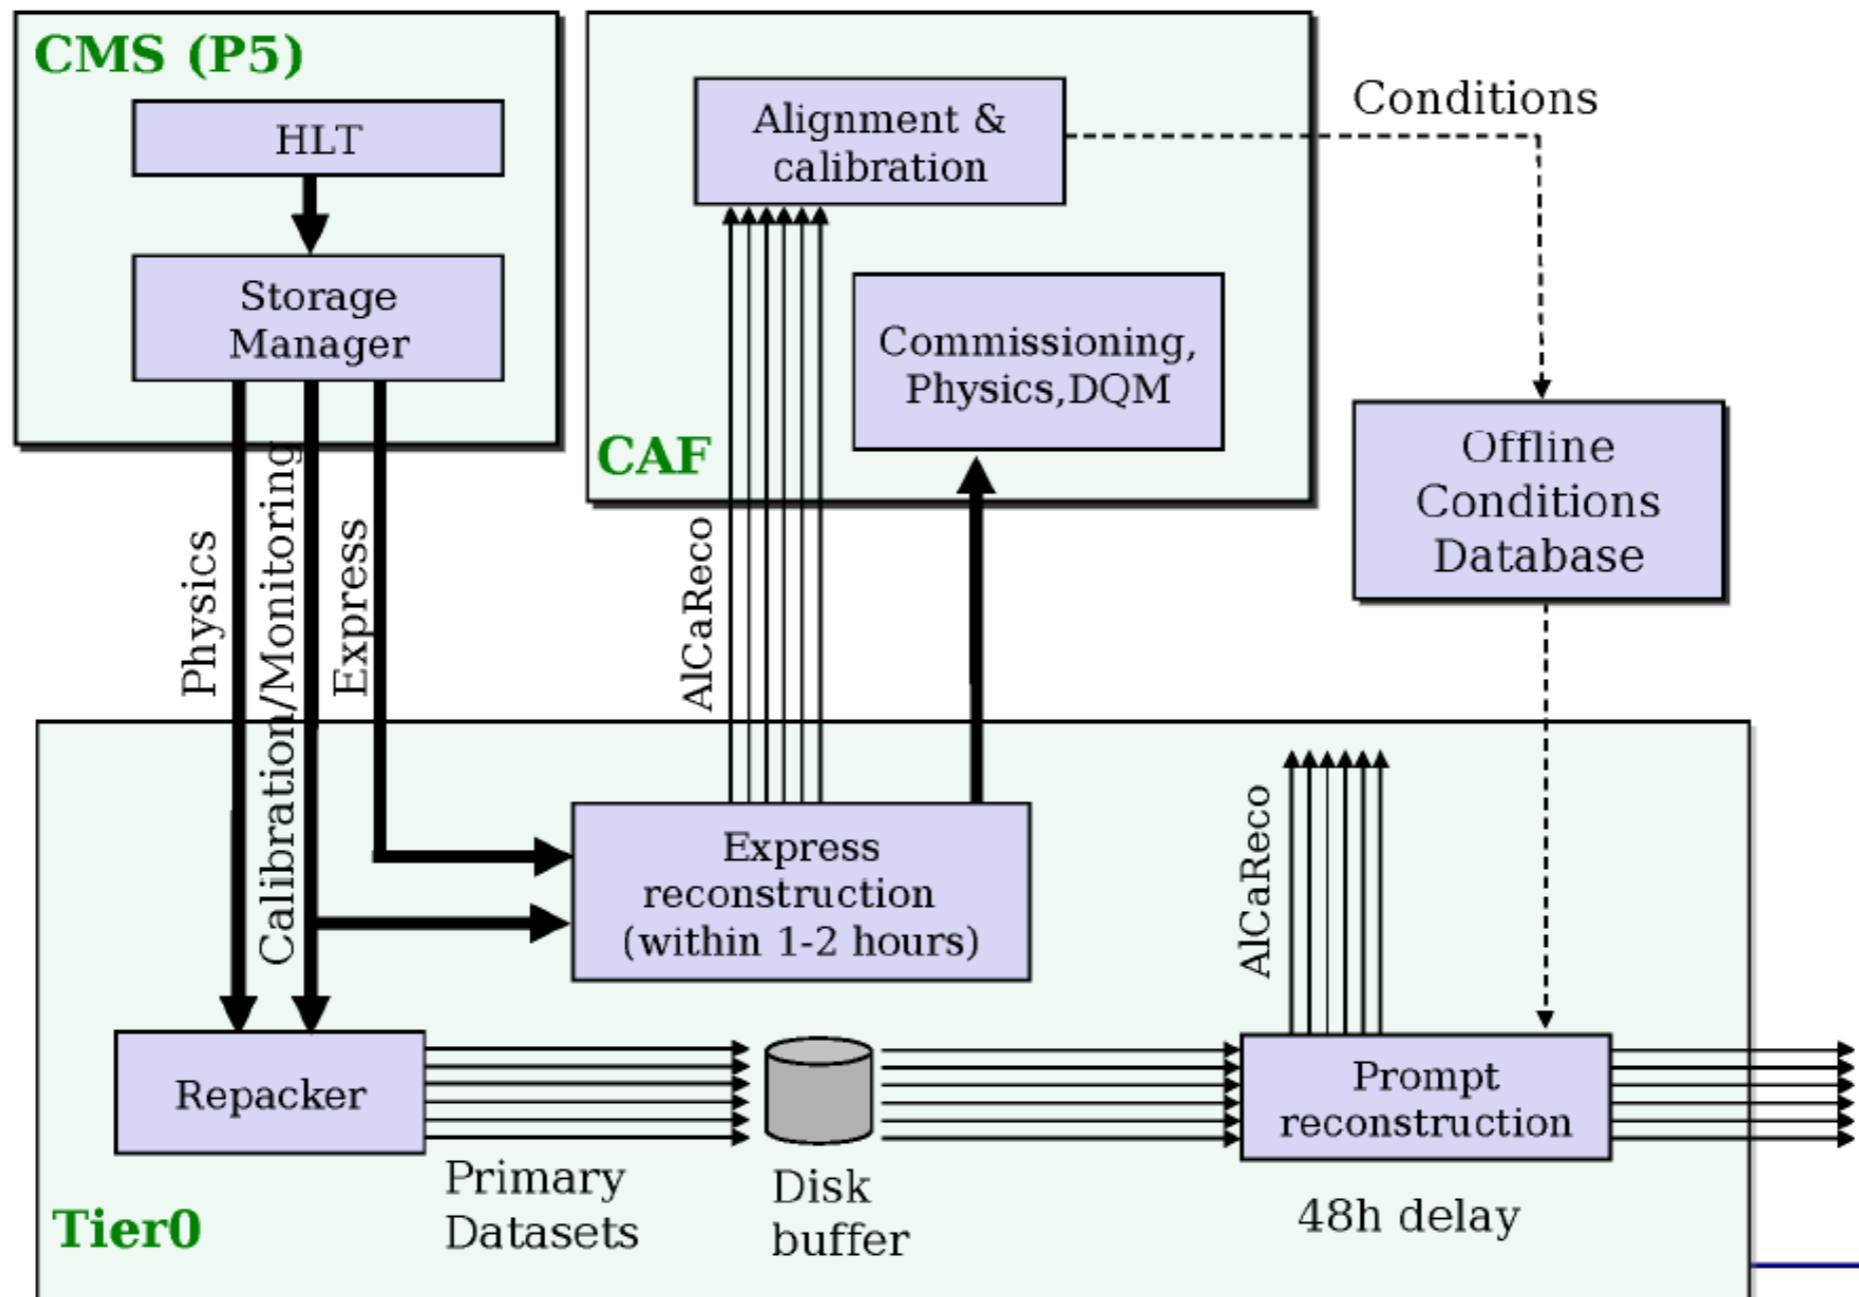 CMS (P5)
HLT
Storage
Manager
Physics
Calibration/Monitoring
Express
Alignment &
calibration
Commissioning,
Physics,DQM
CAF
Conditions
Offline
Conditions
Database
AlCaReco
Express
reconstruction
(within 1-2 hours)
AlCaReco
Repacker
Primary
Datasets
Disk
buffer
Prompt
reconstruction
48h delay
Tier0